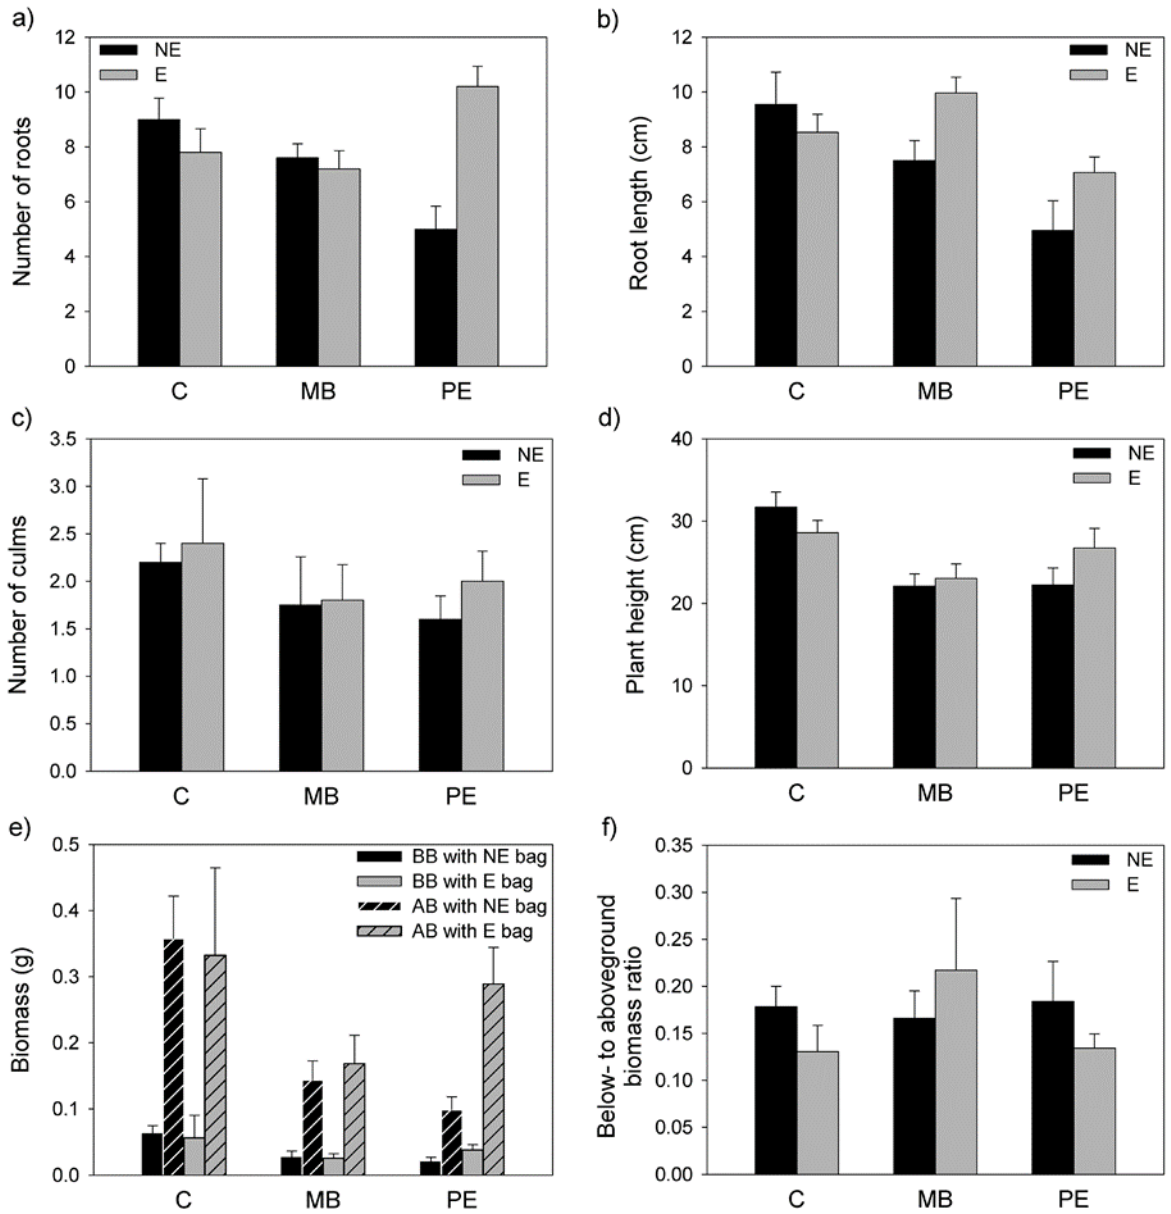 a)
12
10
8
6
4
2
0
Number of roots
NE
E
C MB PE
b)
12
10
8
6
4
2
0
Root length (cm)
NE
E
C MB PE
c)
3.5
3.0
2.5
2.0
1.5
1.0
0.5
0.0
Number of culms
NE
E
C MB PE
d)
40
30
20
10
0
Plant height (cm)
NE
E
C MB PE
e)
0.5
0.4
0.3
0.2
0.1
0.0
Biomass (g)
BB with NE bag
BB with E bag
AB with NE bag
AB with E bag
C MB PE
f)
0.35
0.30
0.25
0.20
0.15
0.10
0.05
0.00
Below- to aboveground
biomass ratio
NE
E
C MB PE